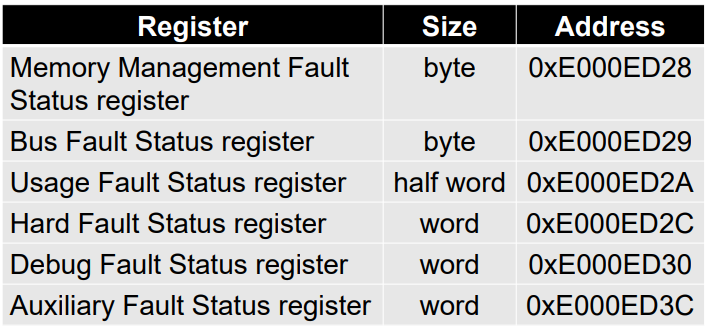 Register Size Address
Memory Management Fault Status register byte 0xE000ED28
Bus Fault Status register byte 0xE000ED29
Usage Fault Status register half word 0xE000ED2A
Hard Fault Status register word 0xE000ED2C
Debug Fault Status register word 0xE000ED30
Auxiliary Fault Status register word 0xE000ED3C